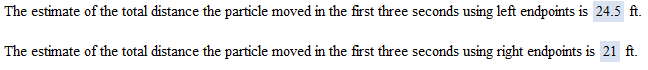 The estimate of the total distance the particle moved in the first three seconds using left endpoints is 24.5 ft.
The estimate of the total distance the particle moved in the first three seconds using right endpoints is 21 ft.